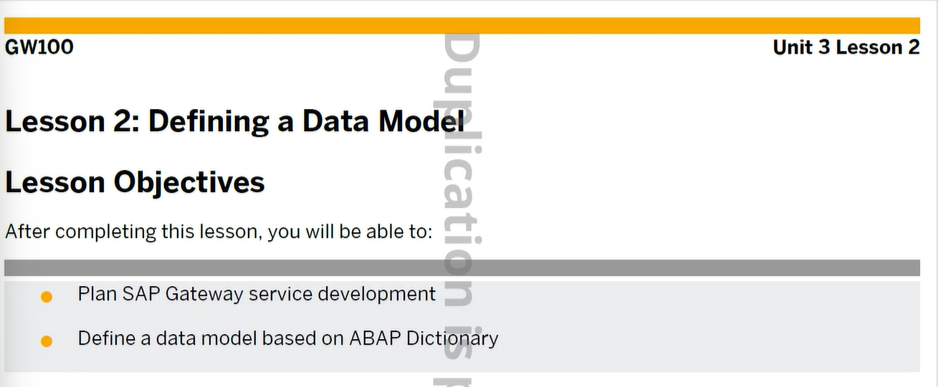 GW100
Unit 3 Lesson 2
Lesson 2: Defining a Data Model
Lesson Objectives
After completing this lesson, you will be able to:
Plan SAP Gateway service development
Define a data model based on ABAP Dictionary
Duplication is